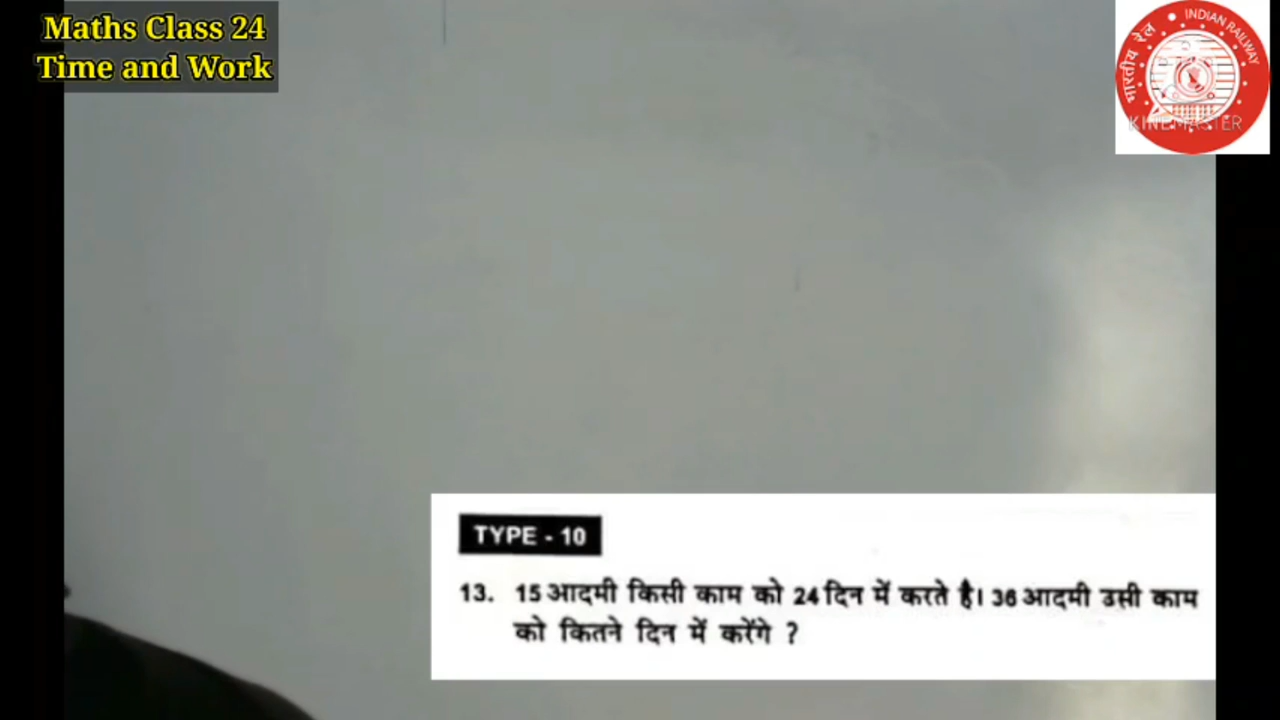 Maths Class 24
Time and Work
भारतीय रेल
INDIAN RAILWAY
KINEMASTER
TYPE - 10
13. 15 आदमी किसी काम को 24 दिन में करते है। 36 आदमी उसी काम
को कितने दिन में करेंगे ?